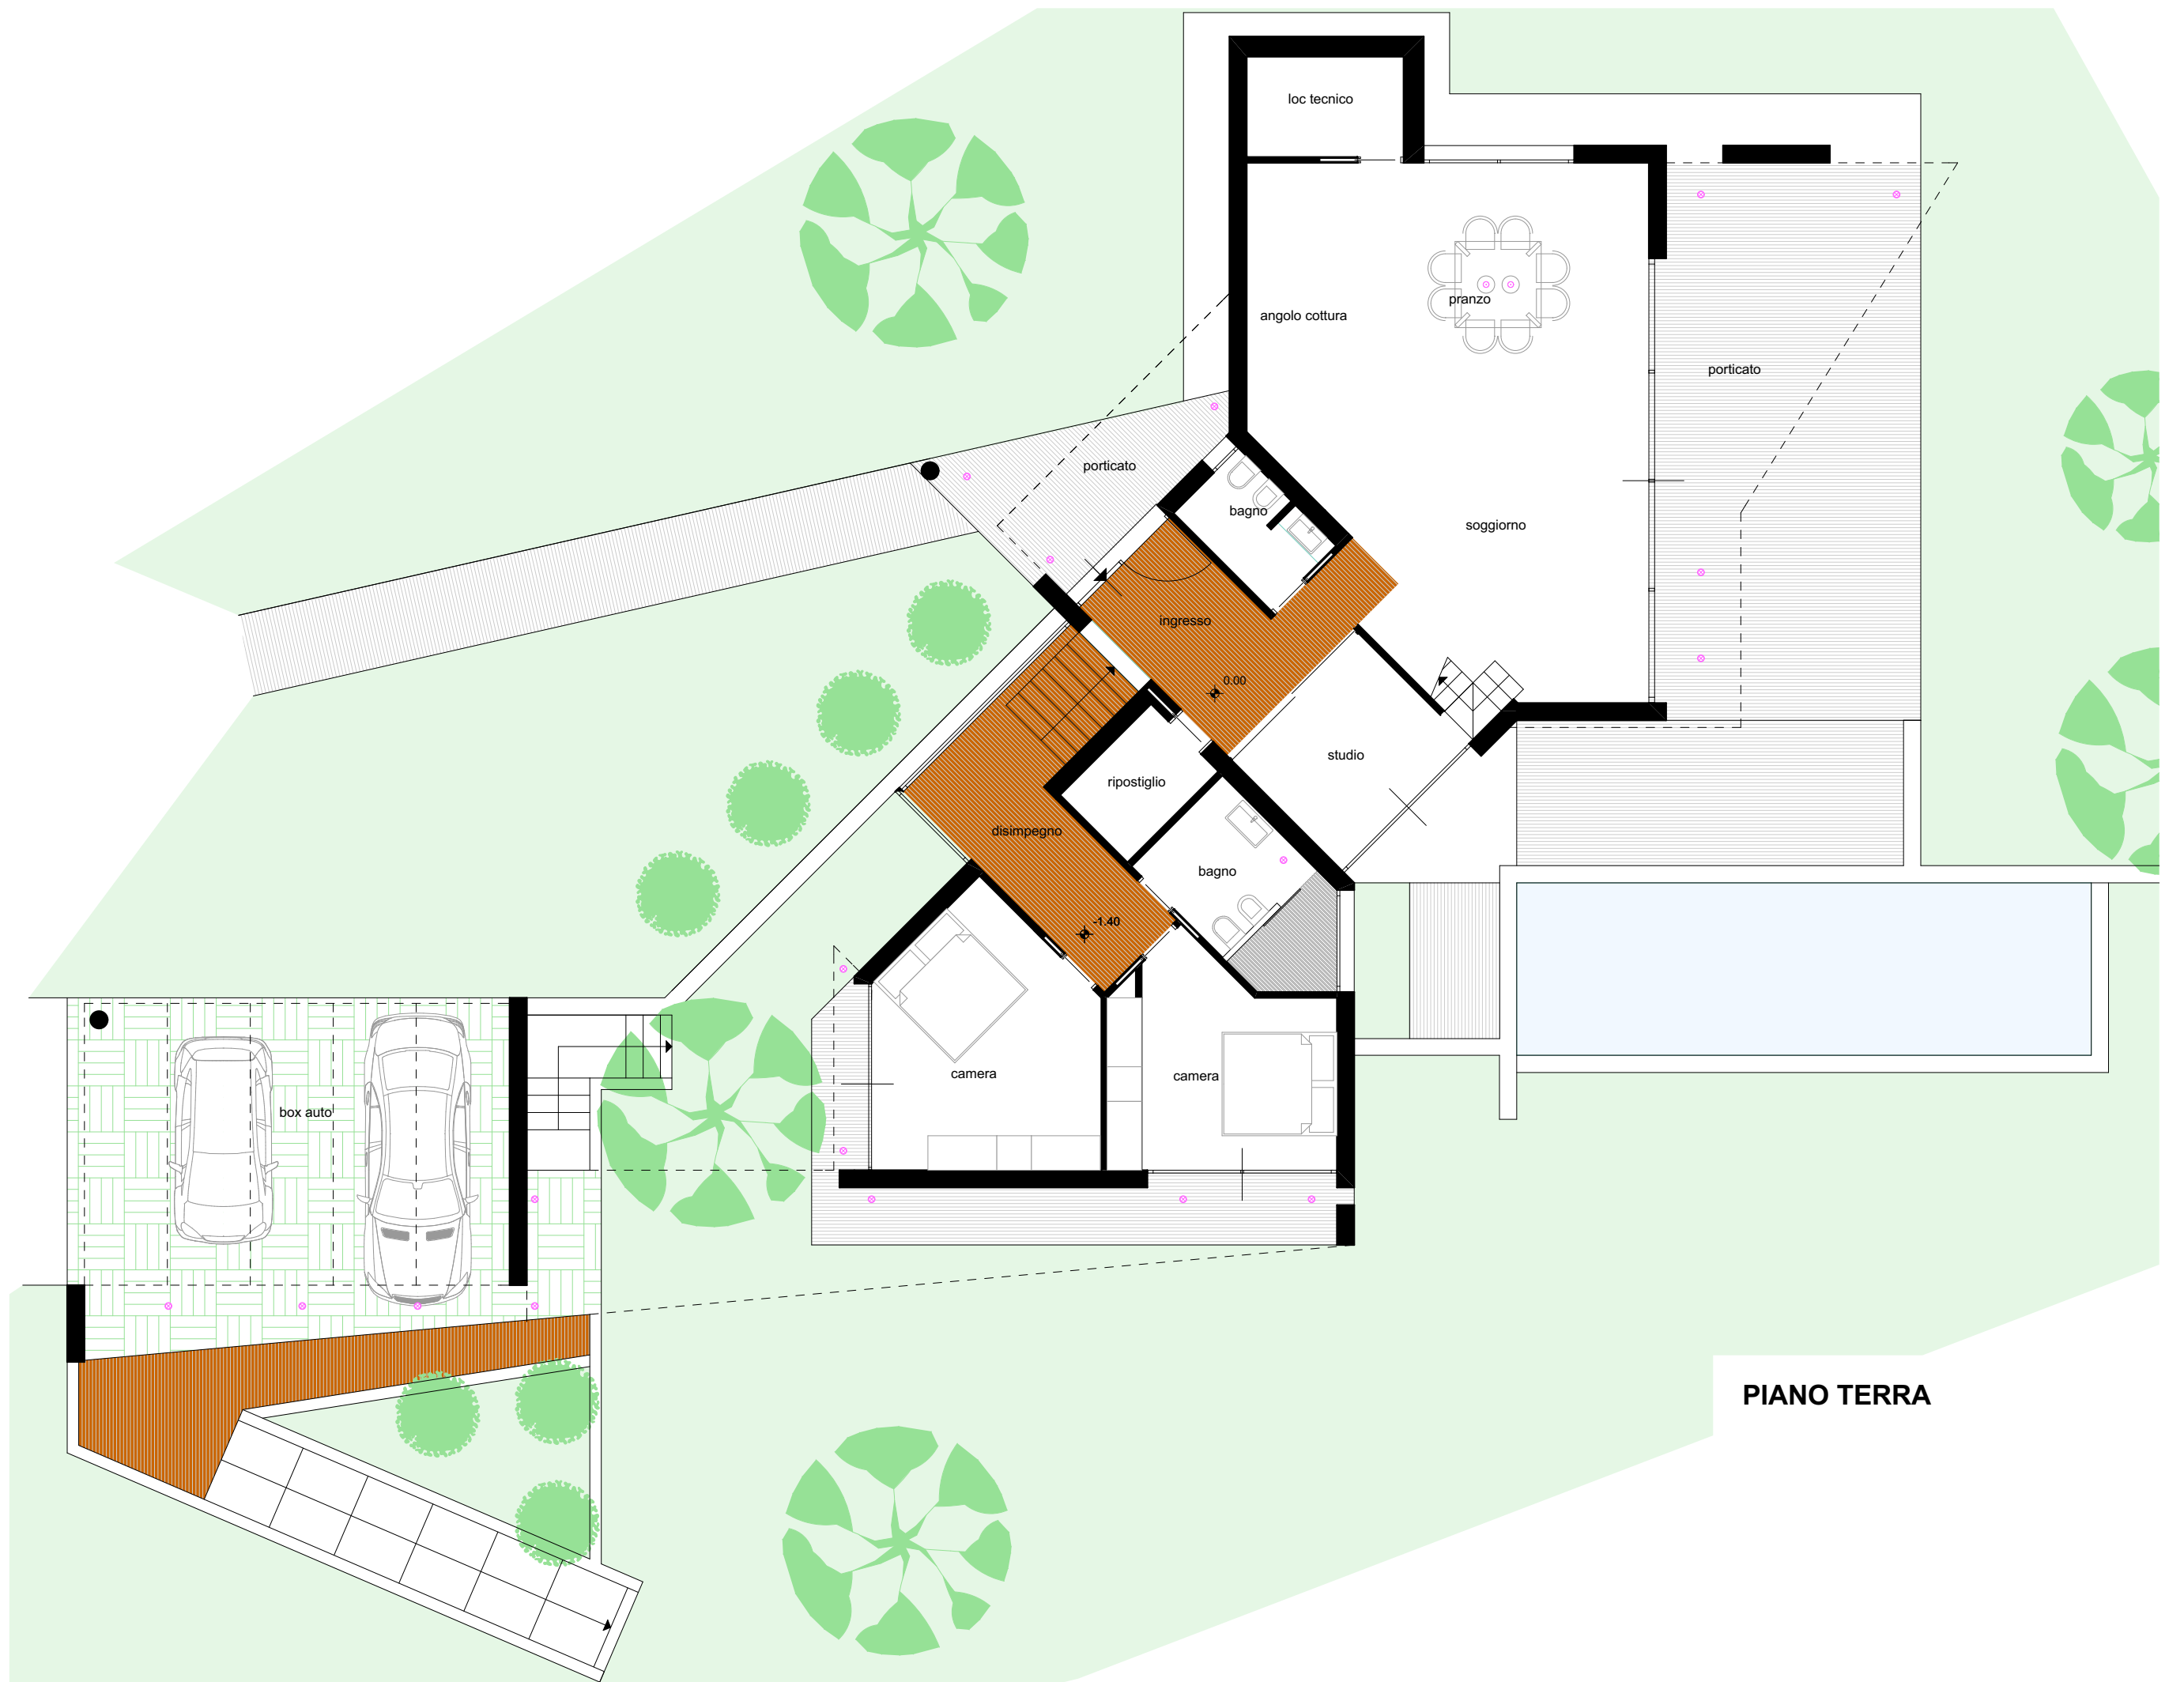 loc tecnico
pranzo
angolo cottura
porticato
porticato
bagno
soggiorno
ingresso
0.00
studio
ripostiglio
disimpegno
bagno
-1.40
camera
camera
box auto
PIANO TERRA